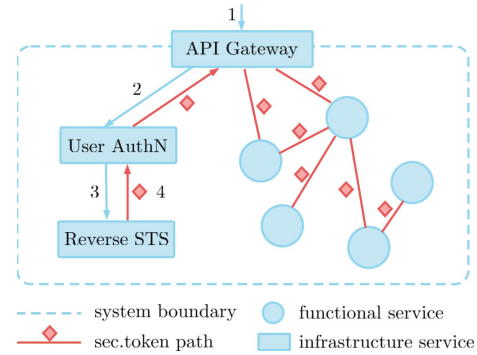 1
API Gateway
2
User AuthN
3
4
Reverse STS
system boundary
functional service
sec.token path
infrastructure service